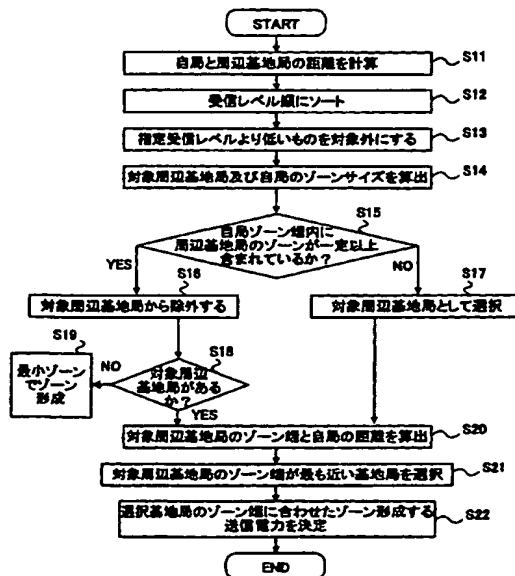 START
自局と周辺基地局の距離を計算
S11
受信レベル順にソート
S12
指定受信レベルより低いものを対象外にする
S13
対象周辺基地局及び自局のゾーンサイズを算出
S14
自局ゾーン端内に
周辺基地局のゾーンが一定以上
含まれているか?
S15
YES
NO
S16
対象周辺基地局から除外する
S17
対象周辺基地局として選択
S19
最小ゾーン
でゾーン
形成
NO
対象周辺
基地局がある
か?
S18
YES
対象周辺基地局のゾーン端と自局の距離を算出
S20
対象周辺基地局のゾーン端が最も近い基地局を選択
S21
選択基地局のゾーン端に合わせたゾーン形成する
送信電力を決定
S22
END